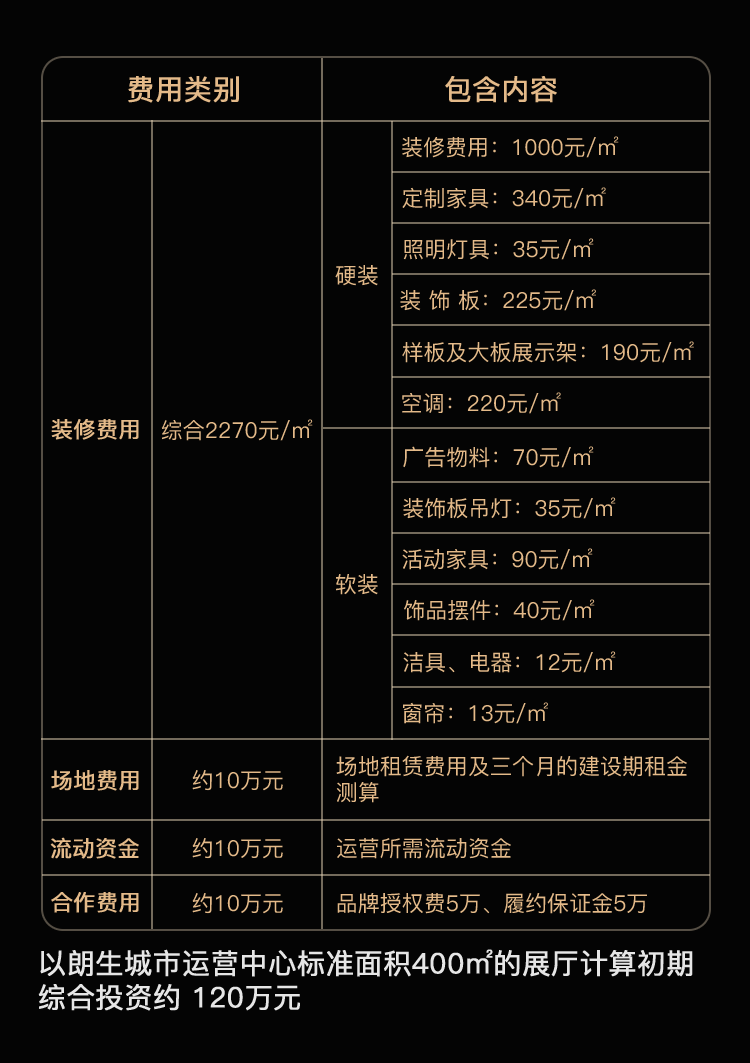 费用类别
包含内容
装修费用
综合2270元/㎡
硬装
装修费用：1000元/㎡
定制家具：340元/㎡
照明灯具：35元/㎡
装 饰 板：225元/㎡
样板及大板展示架：190元/㎡
空调：220元/㎡
软装
广告物料：70元/㎡
装饰板吊灯：35元/㎡
活动家具：90元/㎡
饰品摆件：40元/㎡
洁具、电器：12元/㎡
窗帘：13元/㎡
场地费用
约10万元
场地租赁费用及三个月的建设期租金
测算
流动资金
约10万元
运营所需流动资金
合作费用
约10万元
品牌授权费5万、履约保证金5万
以朗生城市运营中心标准面积400㎡的展厅计算初期
综合投资约 120万元